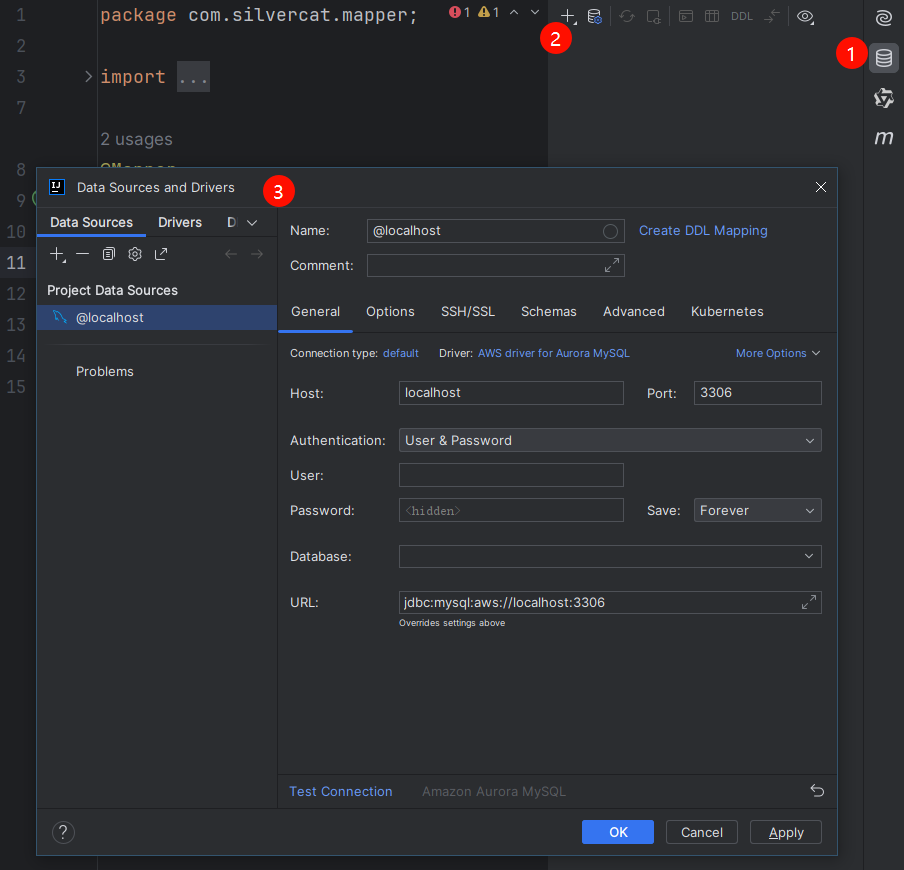 1 package com.silvercat.mapper; 1 1 DDL
2
2
1
3 import ...
7
m
2 usages
8 @Mapper
9
10
11
12
13
14
15
Data Sources and Drivers
3
Data Sources Drivers D
Project Data Sources
@localhost
Problems
Name: @localhost Create DDL Mapping
Comment:
General Options SSH/SSL Schemas Advanced Kubernetes
Connection type: default Driver: AWS driver for Aurora MySQL More Options
Host: localhost Port: 3306
Authentication: User & Password
User:
Password: <hidden> Save: Forever
Database:
URL: jdbc:mysql:aws://localhost:3306
Overrides settings above
Test Connection Amazon Aurora MySQL
? OK Cancel Apply